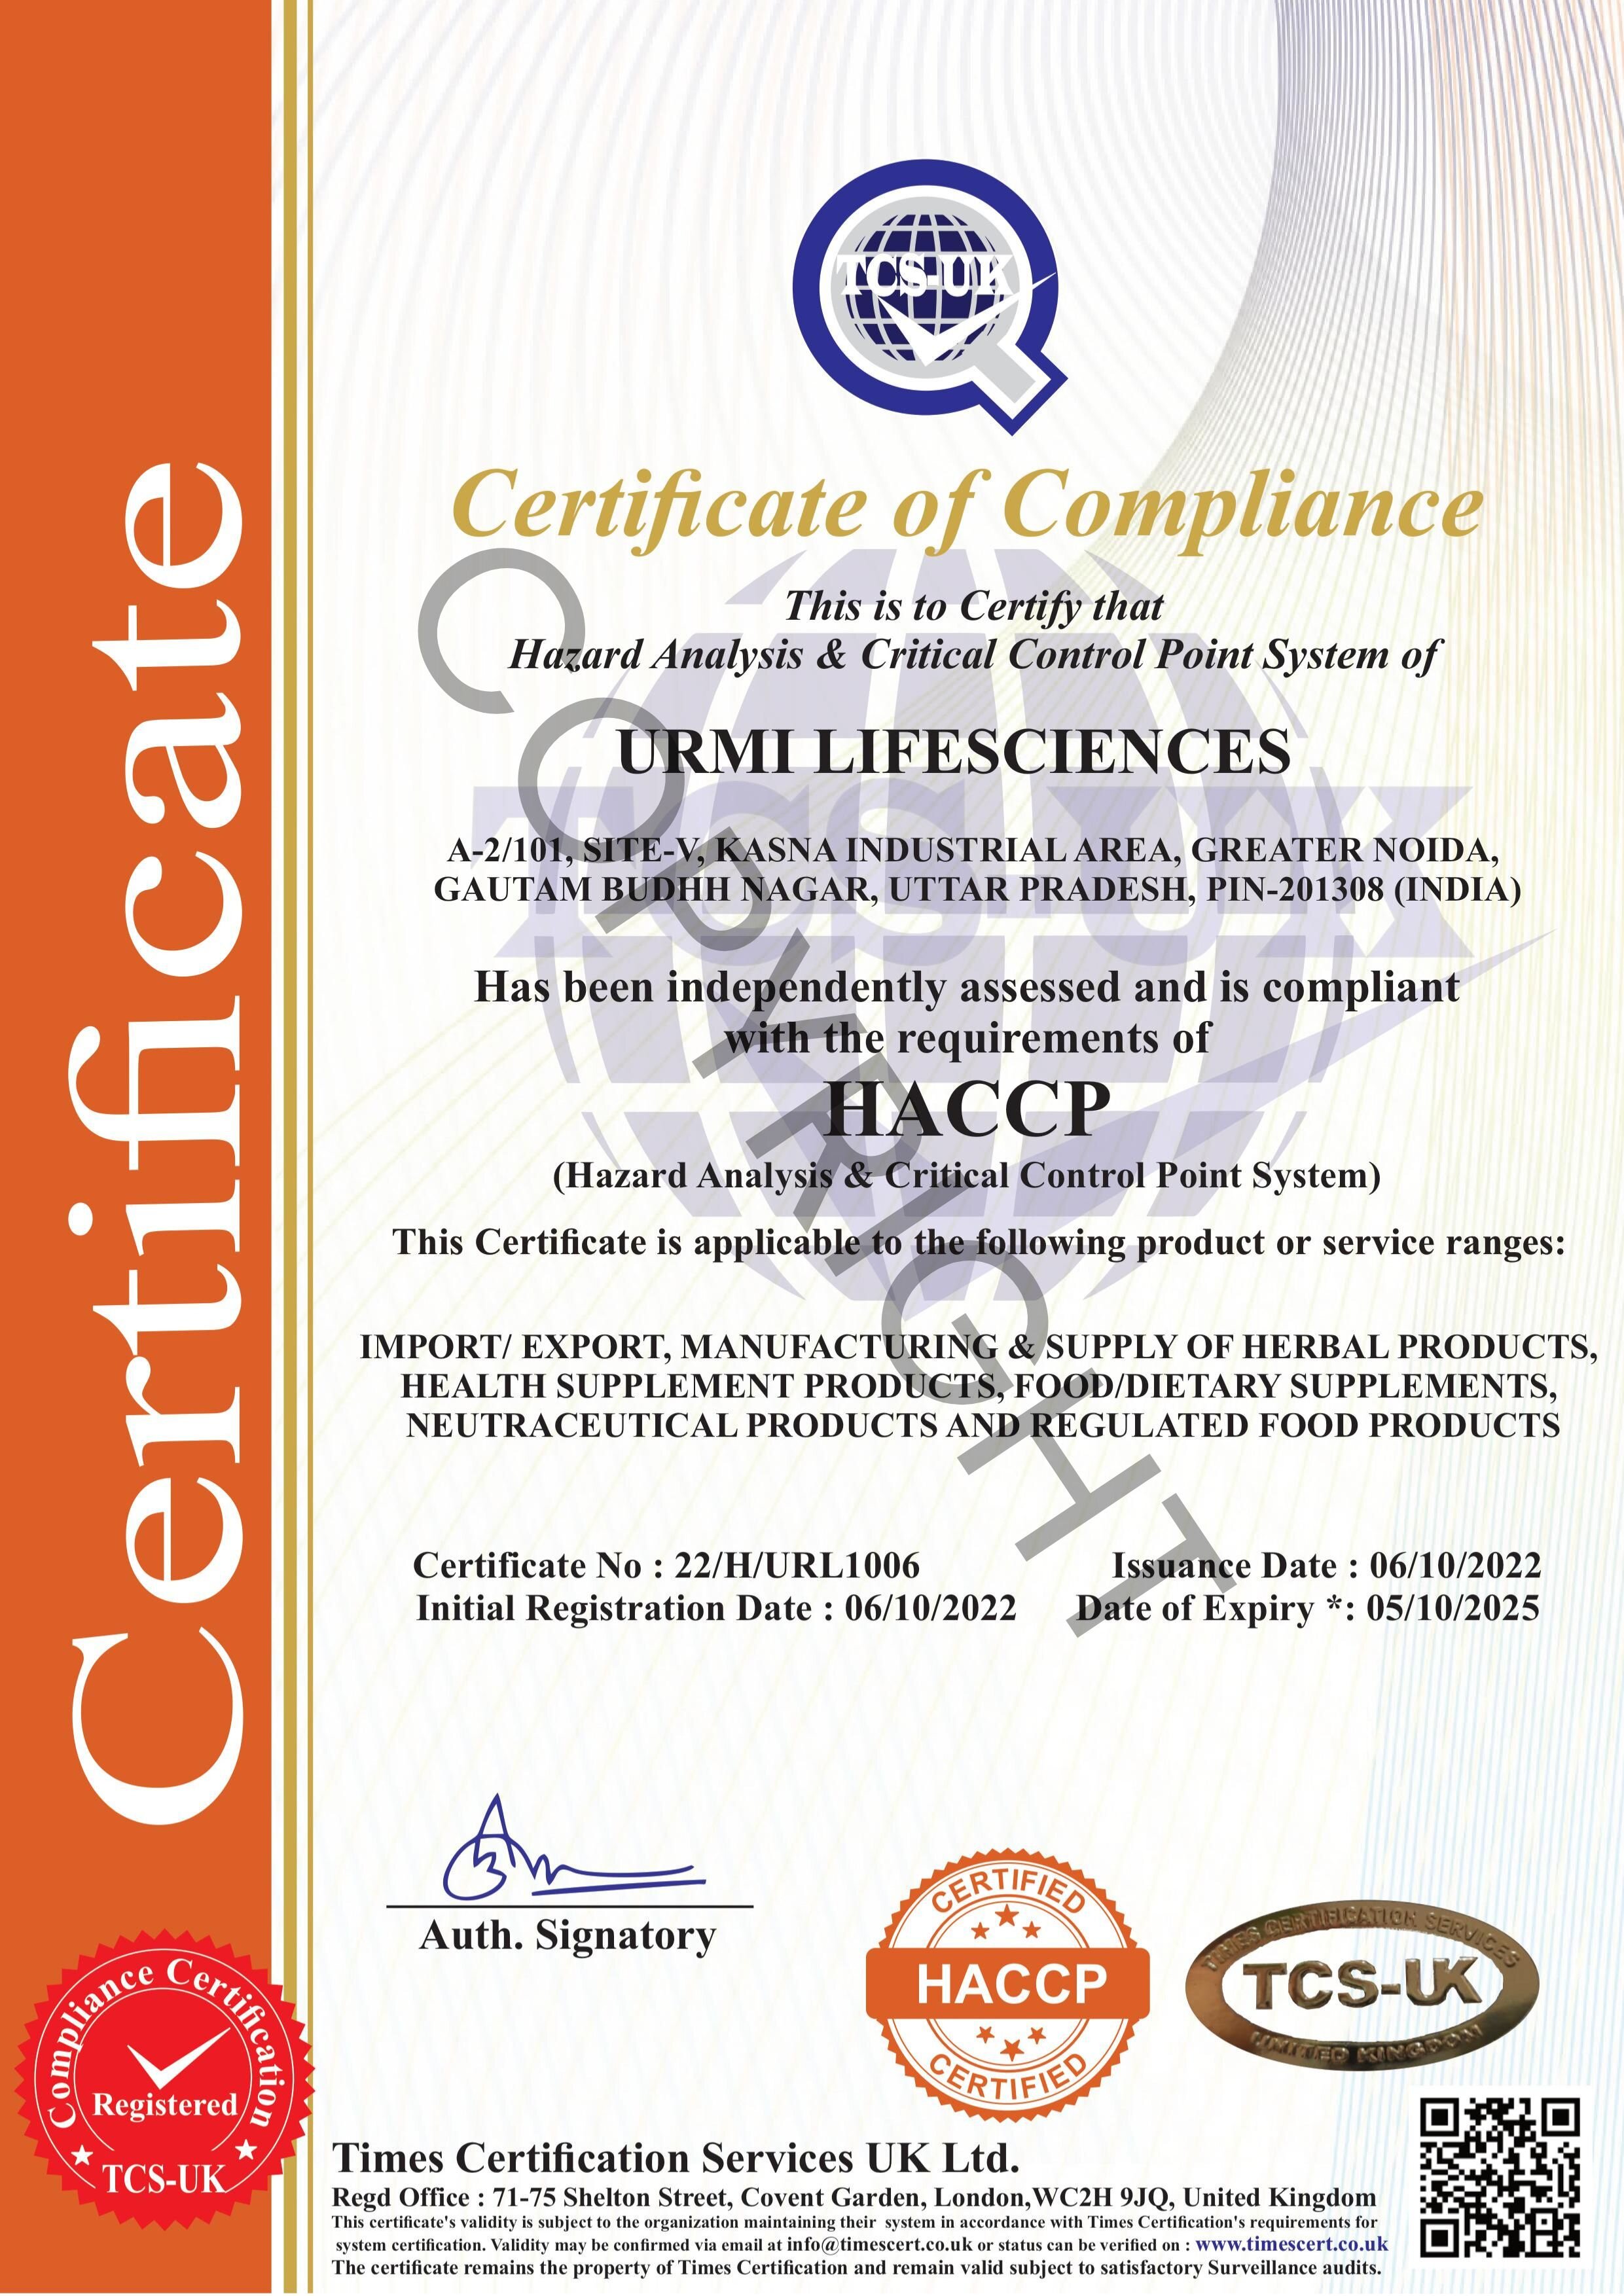 Certificate
TCS-UK
Certificate of Compliance
This is to Certify that
Hazard Analysis & Critical Control Point System of
URMI LIFESCIENCES
A-2/101, SITE-V, KASNA INDUSTRIAL AREA, GREATER NOIDA,
GAUTAM BUDHH NAGAR, UTTAR PRADESH, PIN-201308 (INDIA)
Has been independently assessed and is compliant
with the requirements of
HACCP
(Hazard Analysis & Critical Control Point System)
This Certificate is applicable to the following product or service ranges:
IMPORT/ EXPORT, MANUFACTURING & SUPPLY OF HERBAL PRODUCTS,
HEALTH SUPPLEMENT PRODUCTS, FOOD/DIETARY SUPPLEMENTS,
NEUTRACEUTICAL PRODUCTS AND REGULATED FOOD PRODUCTS
TCS-UK
COPYRIGHT
Certificate No : 22/H/URL1006
Issuance Date : 06/10/2022
Initial Registration Date : 06/10/2022
Date of Expiry *: 05/10/2025
Auth. Signatory
CERTIFIED
HACCP
CERTIFIED
TIMES CERTIFICATION SERVICES
TCS-UK
UNITED KINGDOM
Compliance Certification
Registered
TCS-UK
Times Certification Services UK Ltd.
Regd Office : 71-75 Shelton Street, Covent Garden, London,WC2H 9JQ, United Kingdom
This certificate's validity is subject to the organization maintaining their system in accordance with Times Certification's requirements for
system certification. Validity may be confirmed via email at info@timescert.co.uk or status can be verified on : www.timescert.co.uk
The certificate remains the property of Times Certification and remain valid subject to satisfactory Surveillance audits.